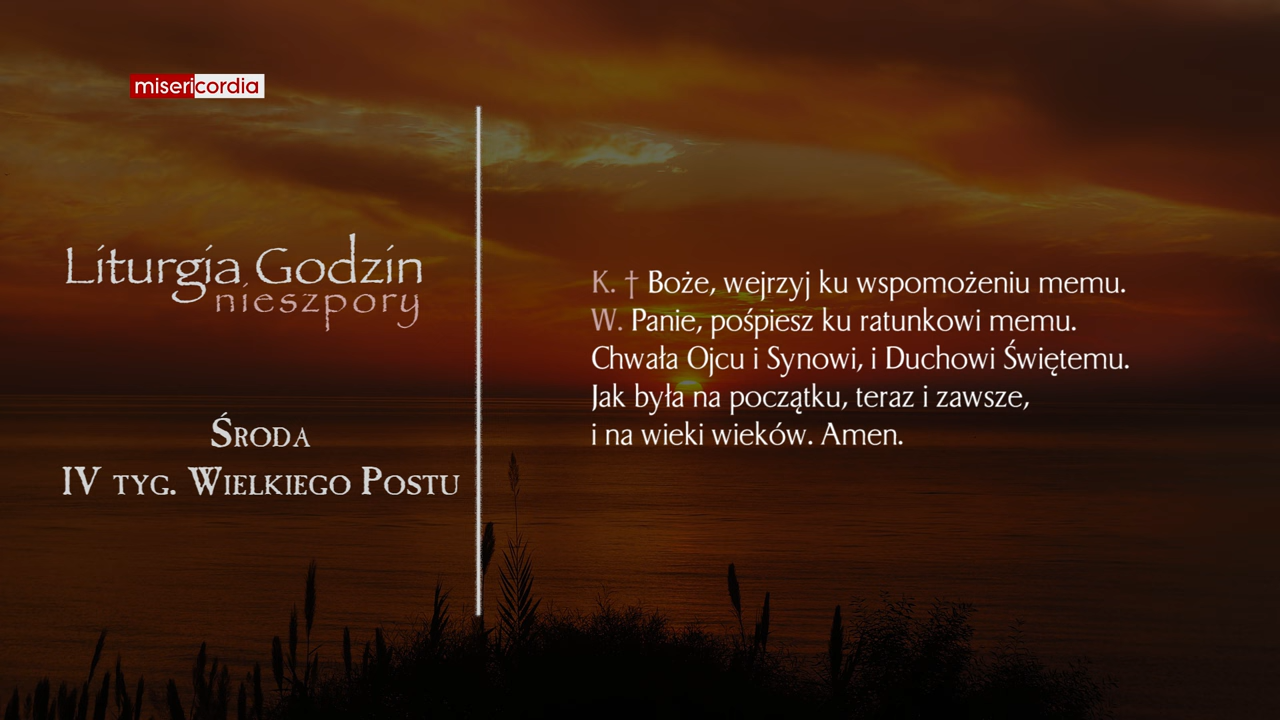 misericordia
Liturgia Godzin
nieszpory
Środa
IV tyg. Wielkiego Postu
K. † Boże, wejrzyj ku wspomożeniu memu.
W. Panie, pośpiesz ku ratunkowi memu.
Chwała Ojcu i Synowi, i Duchowi Świętemu.
Jak była na początku, teraz i zawsze,
i na wieki wieków. Amen.